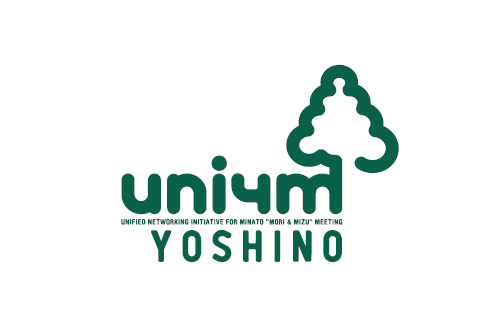 uni4m
UNIFIED NETWORKING INITIATIVE FOR MINATO "MORI & MIZU" MEETING
YOSHINO